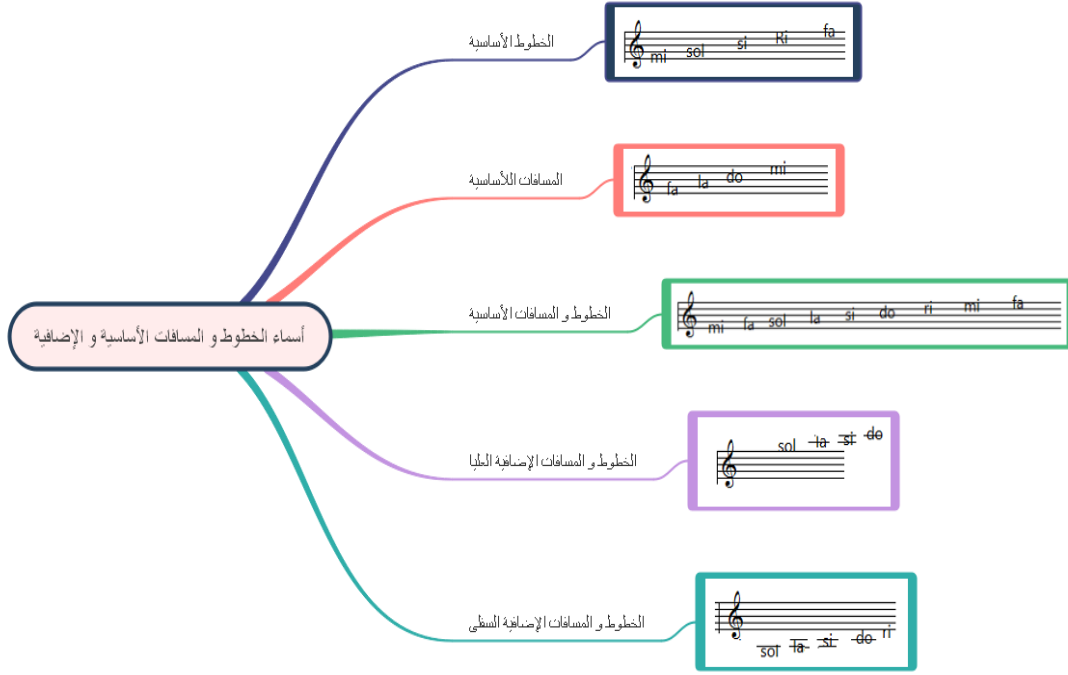 الخطوط الأساسية
mi sol si Ri fa
المسافات اللأساسية
fa la do mi
الخطوط و المسافات الأساسية
mi fa sol la si do ri mi fa
أسماء الخطوط و المسافات الأساسية و الإضافية
الخطوط و المسافات الإضافية العليا
sol la si do
الخطوط و المسافات الإضافية السفلى
sol la si do ri